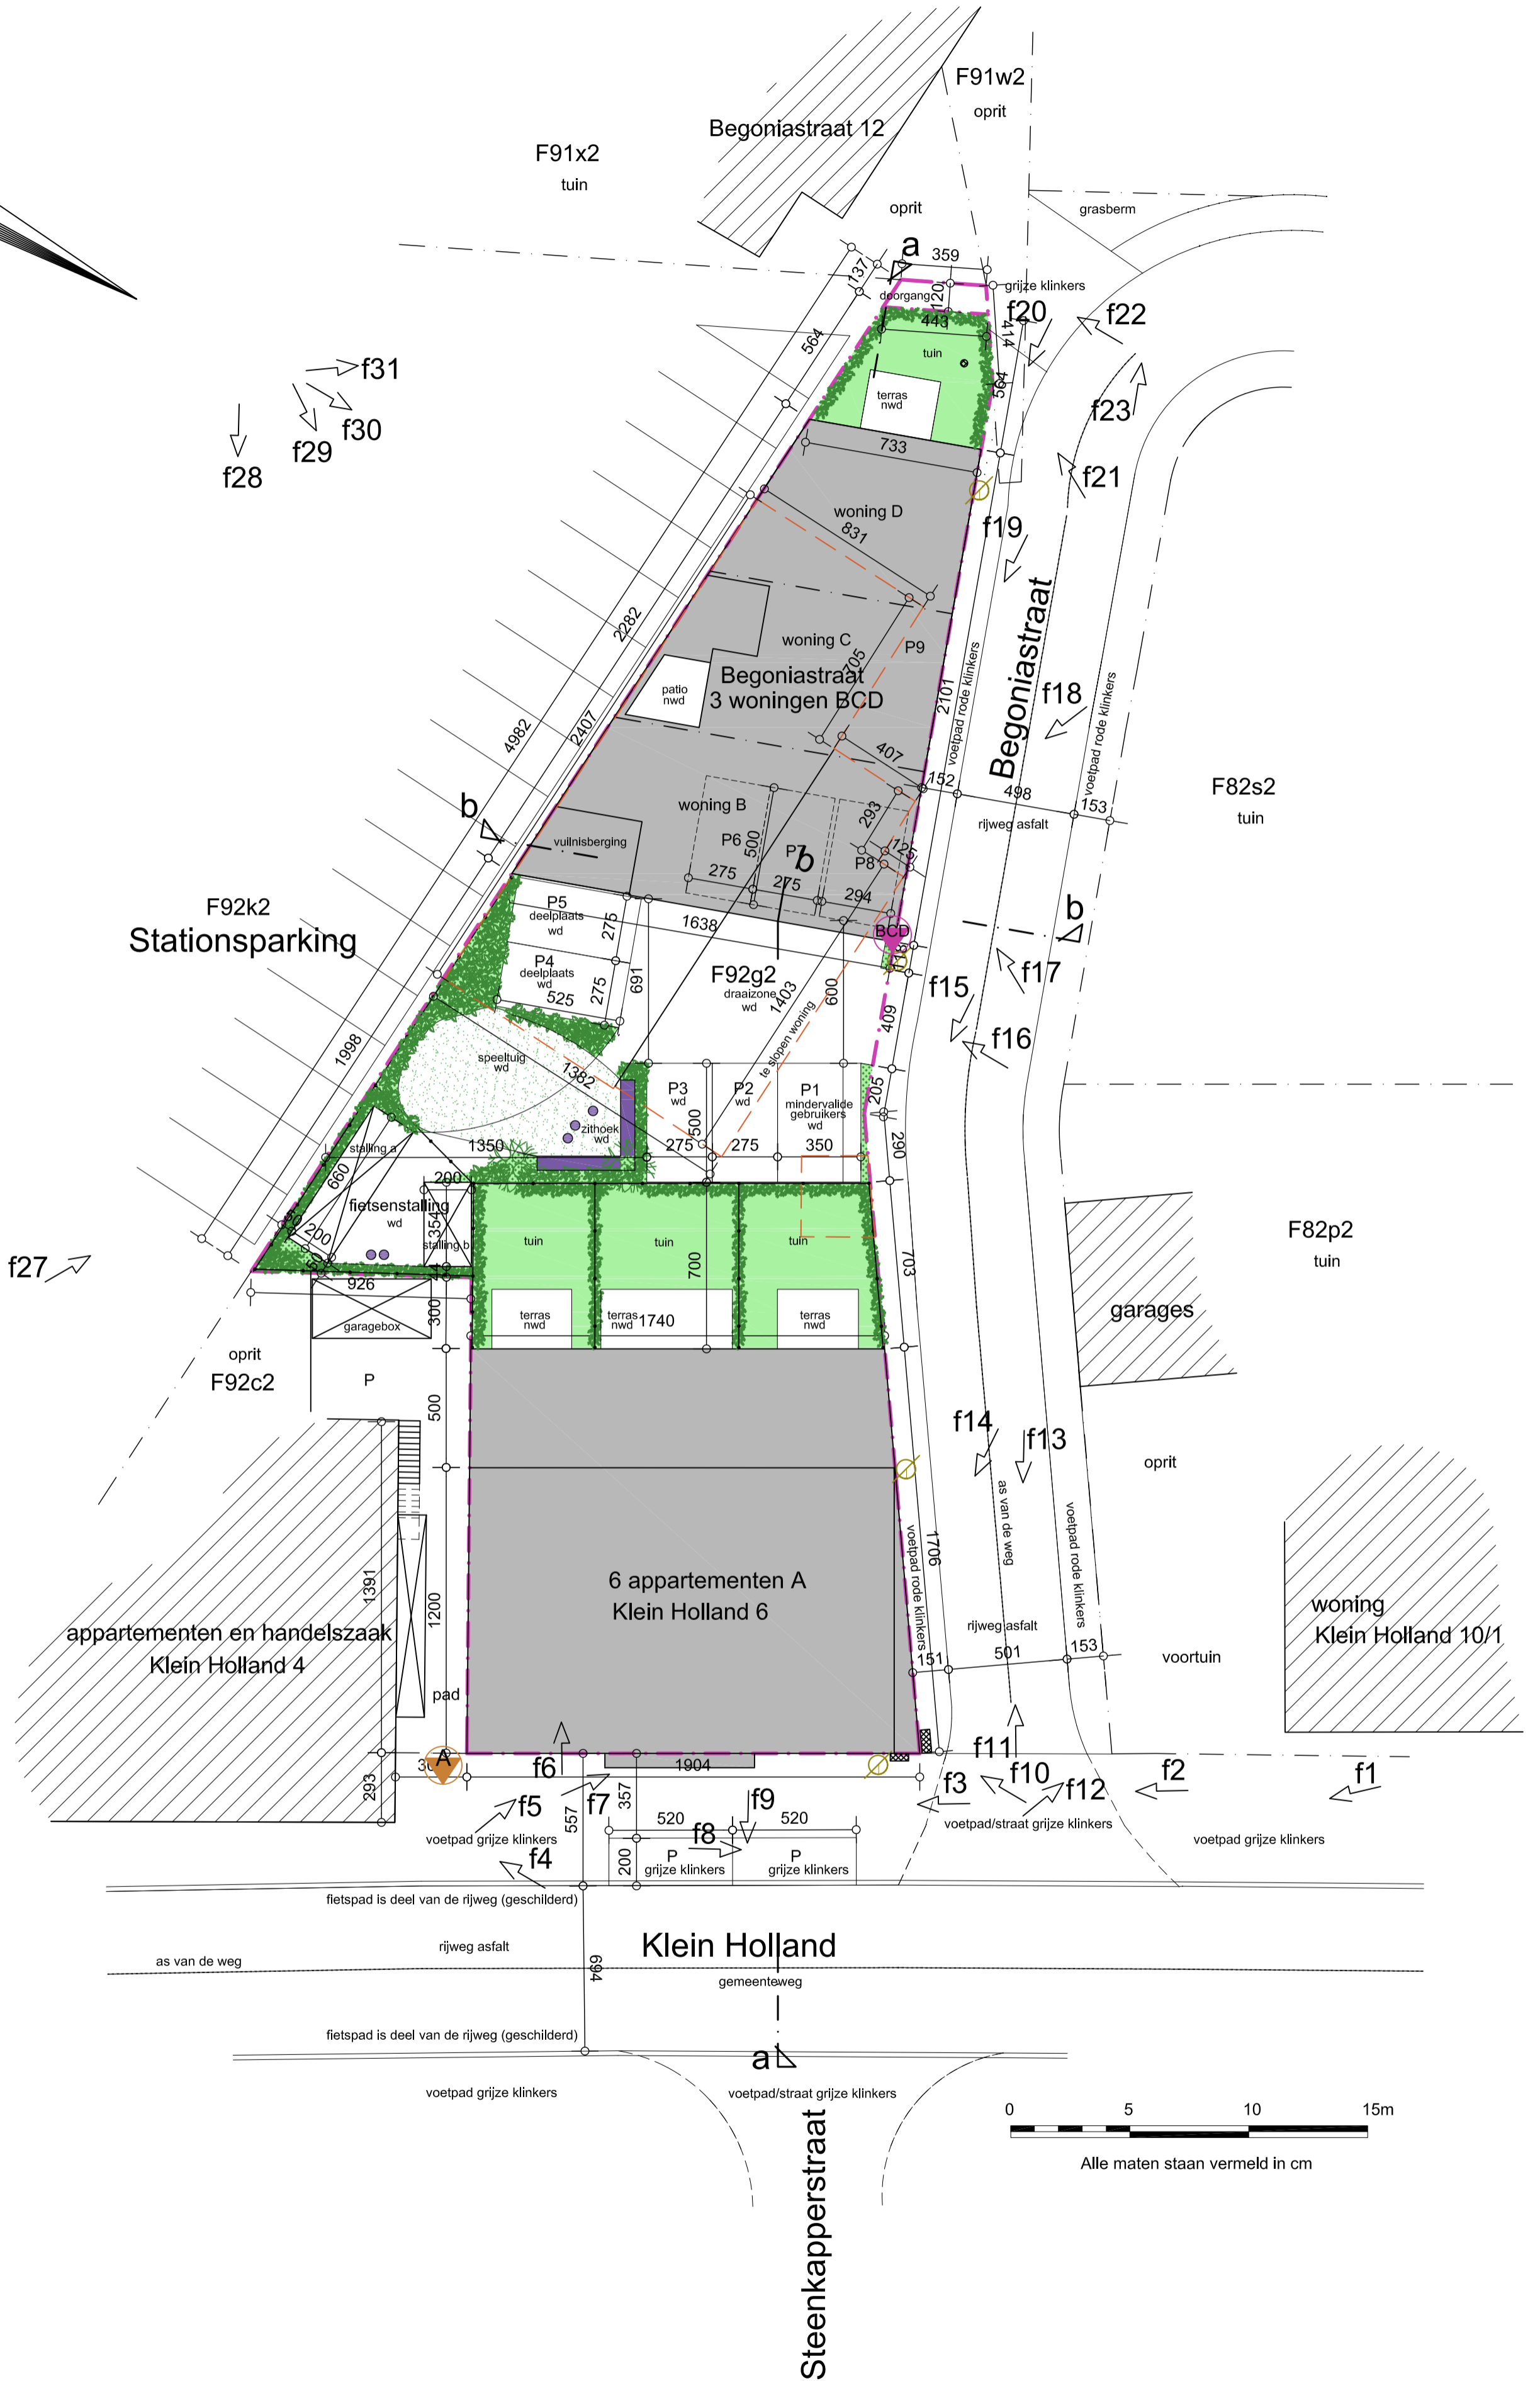 F91w2
oprit
Begoniastraat 12
F91x2
tuin
oprit
grasberm
a
359
137
grijze klinkers
doorgang
120
f20
f22
443
414
564
tuin
f31
564
terras
nwd
f30
f23
f29
f28
733
f21
woning D
831
f19
2282
woning C
P9
705
Begoniastraat
3 woningen BCD
patio
nwd
2101
voetpad rode klinkers
Begoniastraat
f18
voetpad rode klinkers
4982
2407
407
152
498
153
F82s2
tuin
rijweg asfalt
b
woning B
293
vuilnisberging
P6
500
P7
b
P8
125
275
275
294
F92k2
Stationsparking
P5
deelplaats
wd
275
1638
BCD
b
P4
deelplaats
wd
525
275
691
F92g2
draaizone
wd
1403
600
f15
f17
409
f16
te slopen woning
1998
speeltuig
wd
1382
P3
wd
P2
wd
P1
mindervalide
gebruikers
wd
205
500
zithoek
wd
stalling a
1350
275
275
350
290
660
200
fietsenstalling
wd
354
stalling b
200
50
tuin
tuin
tuin
700
703
F82p2
tuin
f27
926
44
300
garagebox
terras
nwd
terras
nwd
1740
terras
nwd
garages
oprit
F92c2
P
500
f14
f13
oprit
as van de weg
voetpad rode klinkers
voetpad rode klinkers
1706
1391
1200
6 appartementen A
Klein Holland 6
appartementen en handelszaak
Klein Holland 4
woning
Klein Holland 10/1
rijweg asfalt
151
501
153
voortuin
pad
A
293
f6
1904
f11
f10
f12
f2
f1
f3
f5
f7
557
357
f9
520
520
voetpad grijze klinkers
f8
voetpad/straat grijze klinkers
voetpad grijze klinkers
f4
200
P
grijze klinkers
P
grijze klinkers
fietspad is deel van de rijweg (geschilderd)
rijweg asfalt
Klein Holland
as van de weg
694
gemeenteweg
fietspad is deel van de rijweg (geschilderd)
a
voetpad grijze klinkers
voetpad/straat grijze klinkers
Steenkapperstraat
0 5 10 15m
Alle maten staan vermeld in cm